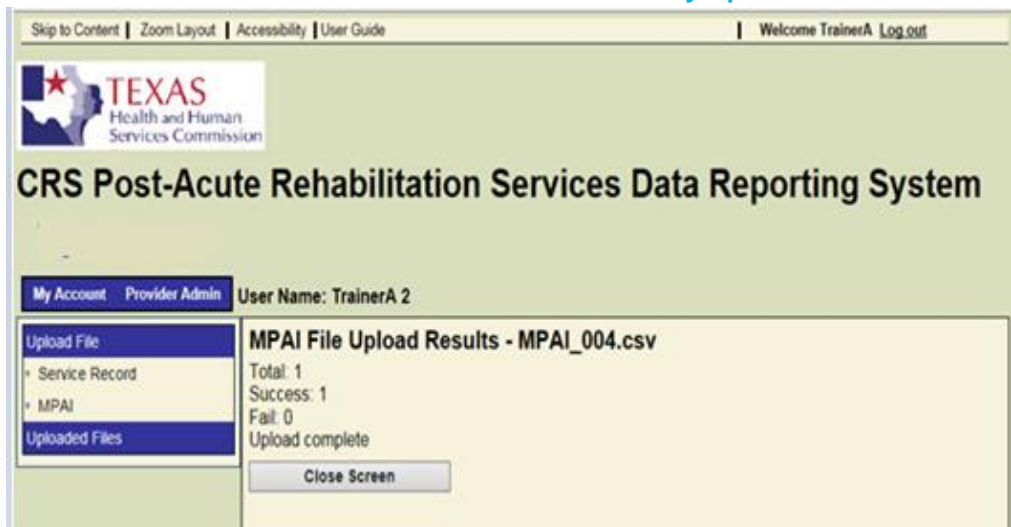 Skip to Content | Zoom Layout | Accessibility | User Guide | Welcome TrainerA Log out
TEXAS
Health and Human
Services Commission
CRS Post-Acute Rehabilitation Services Data Reporting System
My Account Provider Admin User Name: TrainerA 2
Upload File
Service Record
MPAI
Uploaded Files
MPAI File Upload Results - MPAI_004.csv
Total: 1
Success: 1
Fail: 0
Upload complete
Close Screen